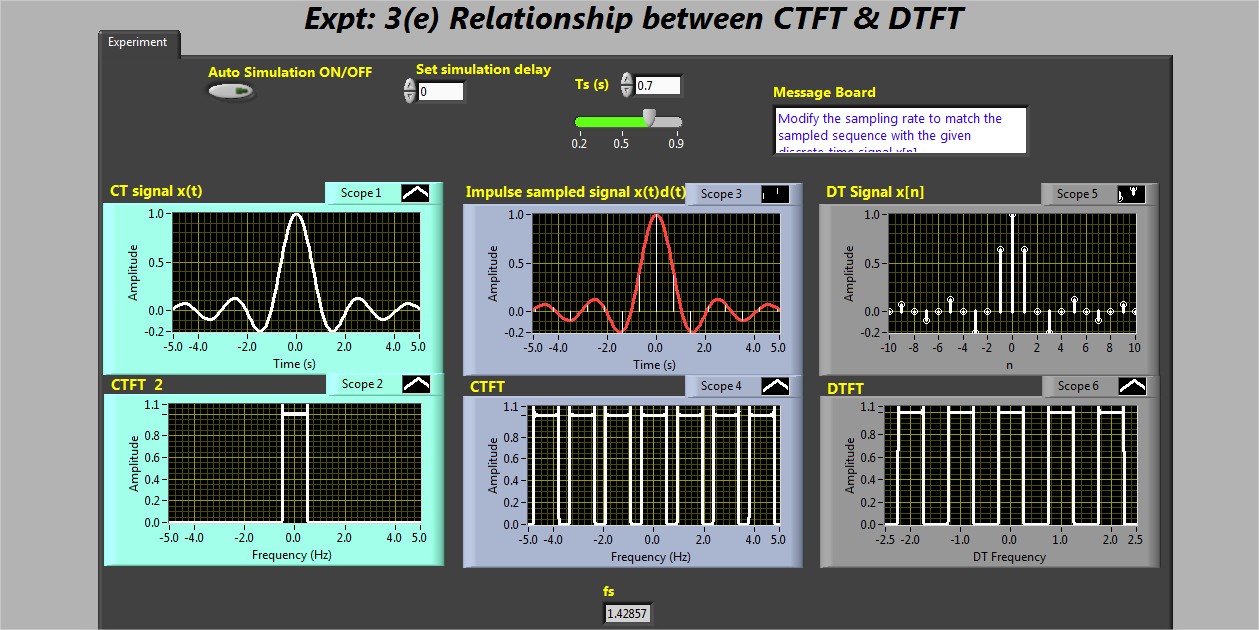 Expt: 3(e) Relationship between CTFT & DTFT
Experiment
Auto Simulation ON/OFF
Set simulation delay
0
Ts (s)
0.7
0.2 0.5 0.9
Message Board
Modify the sampling rate to match the
sampled sequence with the given
discrete-time signal x[n]
CT signal x(t)
Scope1
1.0
0.5
0.0
-0.2
Amplitude
-5.0 -4.0 -2.0 0.0 2.0 4.0 5.0
Time (s)
Impulse sampled signal x(t)d(t)
Scope 3
1.0
0.5
0.0
-0.2
Amplitude
-5.0 -4.0 -2.0 0.0 2.0 4.0 5.0
Time (s)
DT Signal x[n]
Scope 5
1.0
0.5
0.0
-0.2
Amplitude
-10 -8 -6 -4 -2 0 2 4 6 8 10
n
CTFT 2
Scope 2
1.1
0.8
0.6
0.4
0.2
0.0
Amplitude
-5.0 -4.0 -2.0 0.0 2.0 4.0 5.0
Frequency (Hz)
CTFT
Scope 4
1.1
0.8
0.6
0.4
0.2
0.0
Amplitude
-5.0 -4.0 -2.0 0.0 2.0 4.0 5.0
Frequency (Hz)
DTFT
Scope 6
1.1
0.8
0.6
0.4
0.2
0.0
Amplitude
-2.5 -2.0 -1.0 0.0 1.0 2.0 2.5
DT Frequency
fs
1.42857